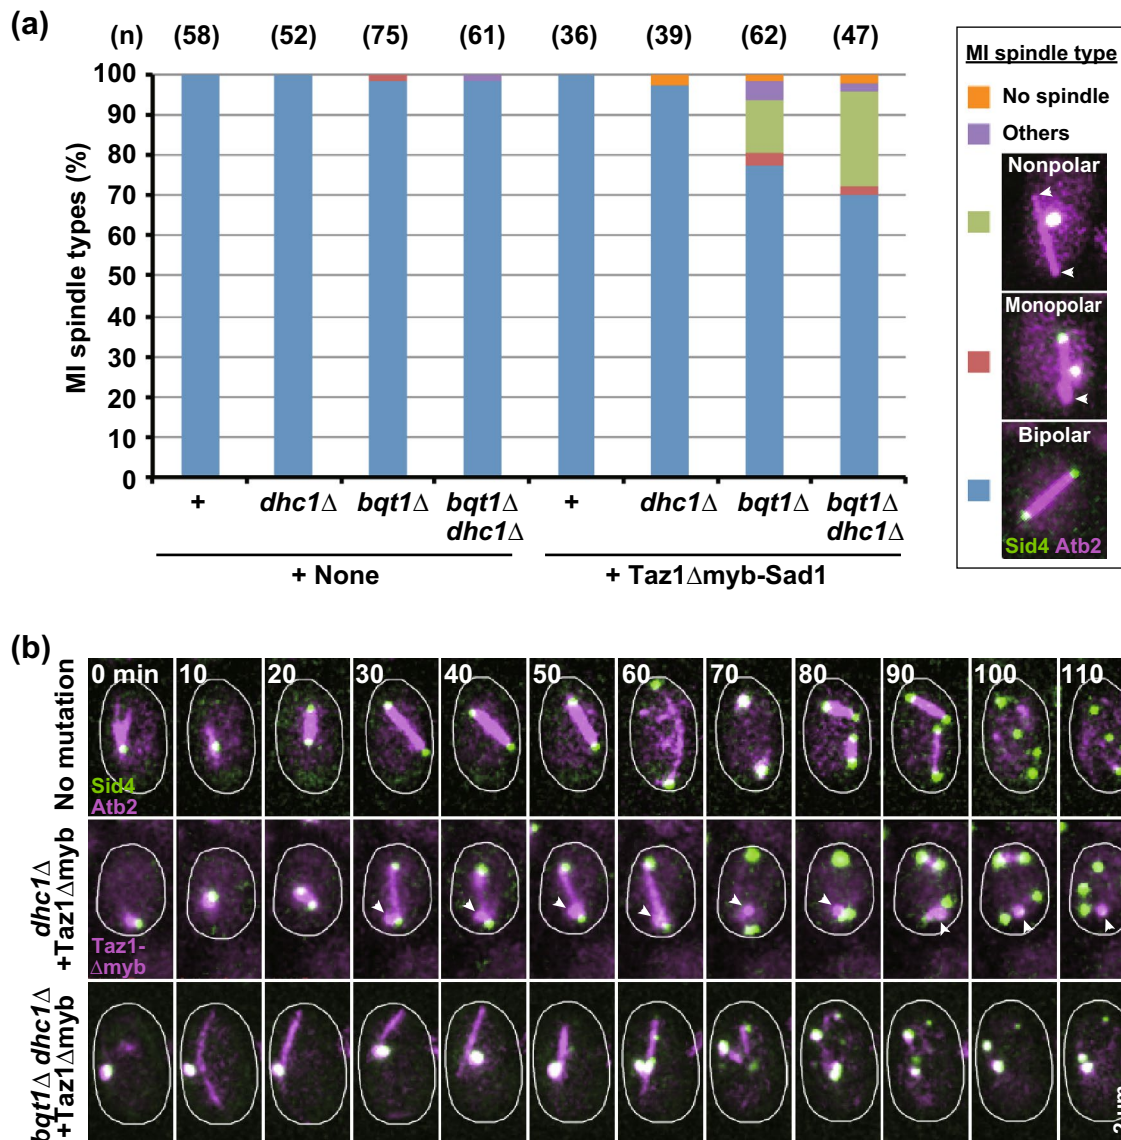 (a)
(n) (58) (52) (75) (61) (36) (39) (62) (47)
MI spindle types (%)
100
90
80
70
60
50
40
30
20
10
0
+ dhc1Δ bqt1Δ bqt1Δ dhc1Δ + dhc1Δ bqt1Δ bqt1Δ dhc1Δ
+ None + Taz1Δmyb-Sad1
MI spindle type
No spindle
Others
Nonpolar
Monopolar
Bipolar
Sid4 Atb2
(b)
No mutation
0 min 10 20 30 40 50 60 70 80 90 100 110
Sid4
Atb2
dhc1Δ
+Taz1Δmyb
Taz1-
Δmyb
bqt1Δ dhc1Δ
+Taz1Δmyb